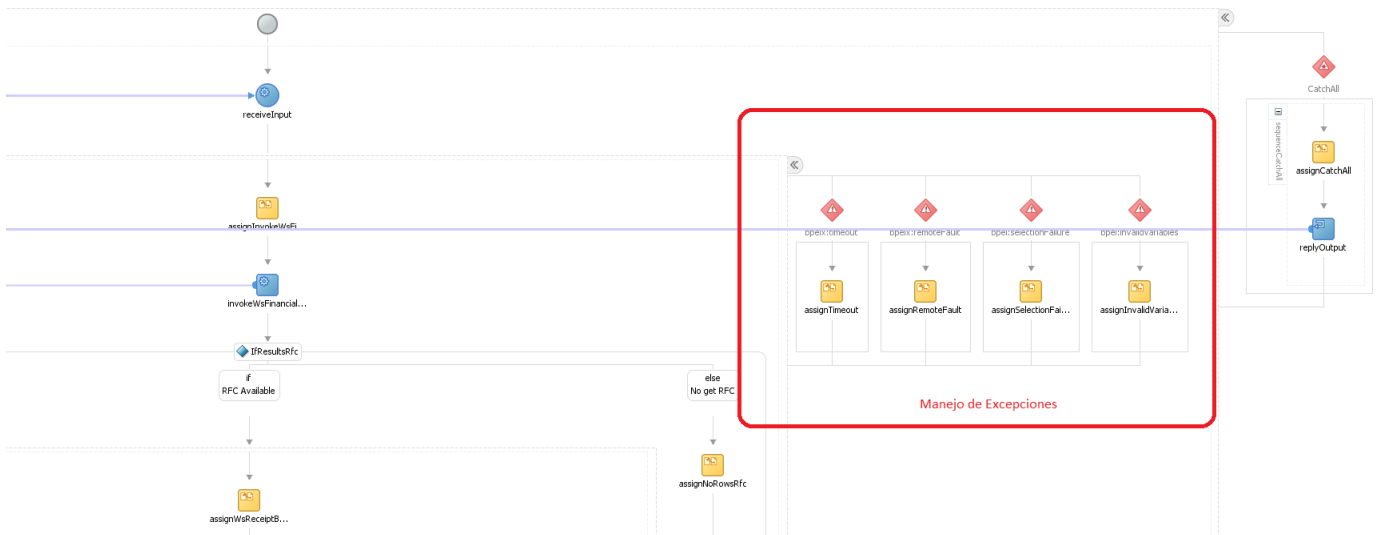 receiveInput
CatchAll
sequenceCatchAll
assignCatchAll
replyOutput
assignInvokeWsFi...
invokeWsFinancial...
bpelx:timeout
bpelx:remoteFault
bpel:selectionFailure
bpel:invalidVariables
assignTimeout
assignRemoteFault
assignSelectionFai...
assignInvalidVaria...
IfResultsRfc
if
RFC Available
else
No get RFC
Manejo de Excepciones
assignNoRowsRfc
assignWsReceiptB...